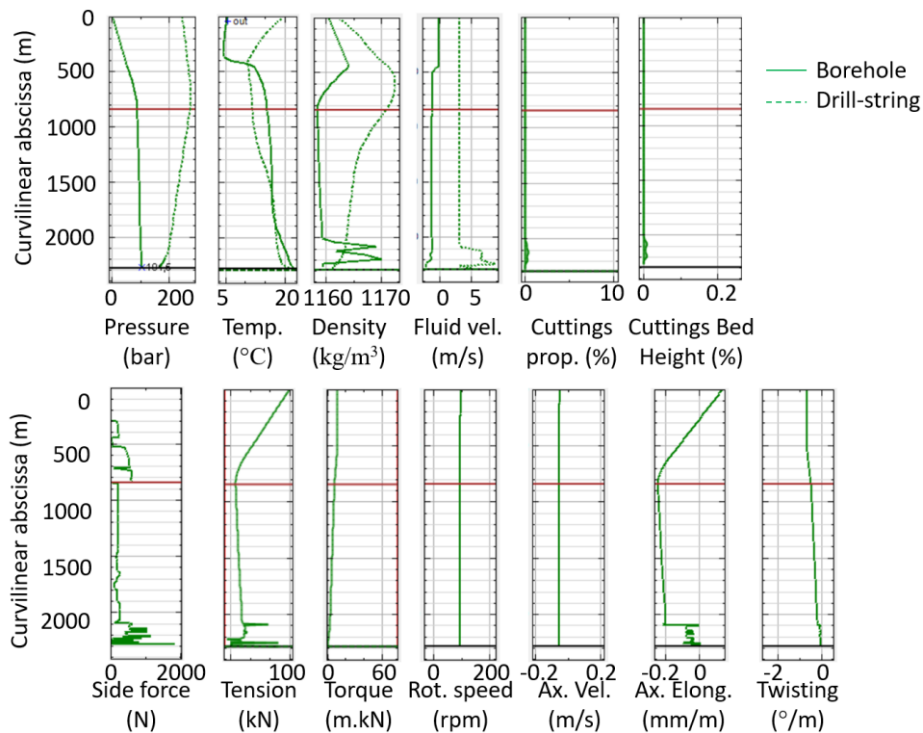 Curvilinear abscissa (m)
0
500
1000
1500
2000
out
101,5
Borehole
Drill-string
0 200
5 20
1160 1170
0 5
0 10
0 0.2
Pressure Temp. Density Fluid vel. Cuttings Cuttings Bed
(bar) (°C) (kg/m³) (m/s) prop. (%) Height (%)
Curvilinear abscissa (m)
0
500
1000
1500
2000
0 2000
0 100
0 60
0 200
-0.2 0.2
-0.2 0
-2 0
Side force Tension Torque Rot. speed Ax. Vel. Ax. Elong. Twisting
(N) (kN) (m.kN) (rpm) (m/s) (mm/m) (°/m)